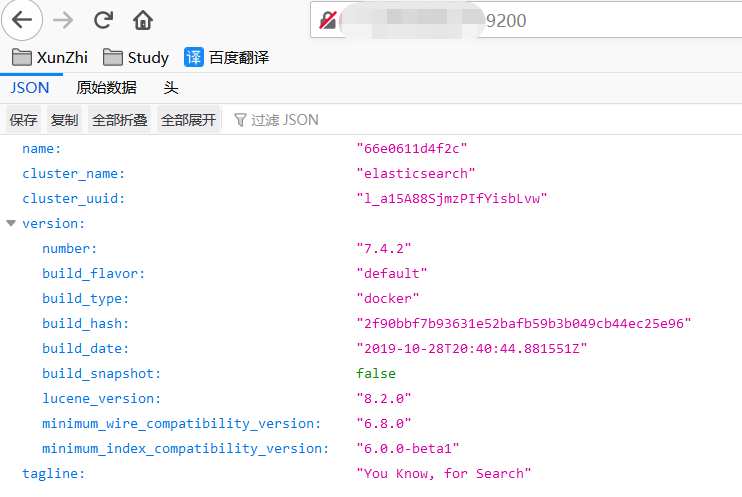 9200
XunZhi Study 译 百度翻译
JSON 原始数据 头
保存 复制 全部折叠 全部展开 过滤 JSON
name: "66e0611d4f2c"
cluster_name: "elasticsearch"
cluster_uuid: "l_a15A88SjmzPIfYisbLvw"
version:
number: "7.4.2"
build_flavor: "default"
build_type: "docker"
build_hash: "2f90bbf7b93631e52bafb59b3b049cb44ec25e96"
build_date: "2019-10-28T20:40:44.881551Z"
build_snapshot: false
lucene_version: "8.2.0"
minimum_wire_compatibility_version: "6.8.0"
minimum_index_compatibility_version: "6.0.0-beta1"
tagline: "You Know, for Search"